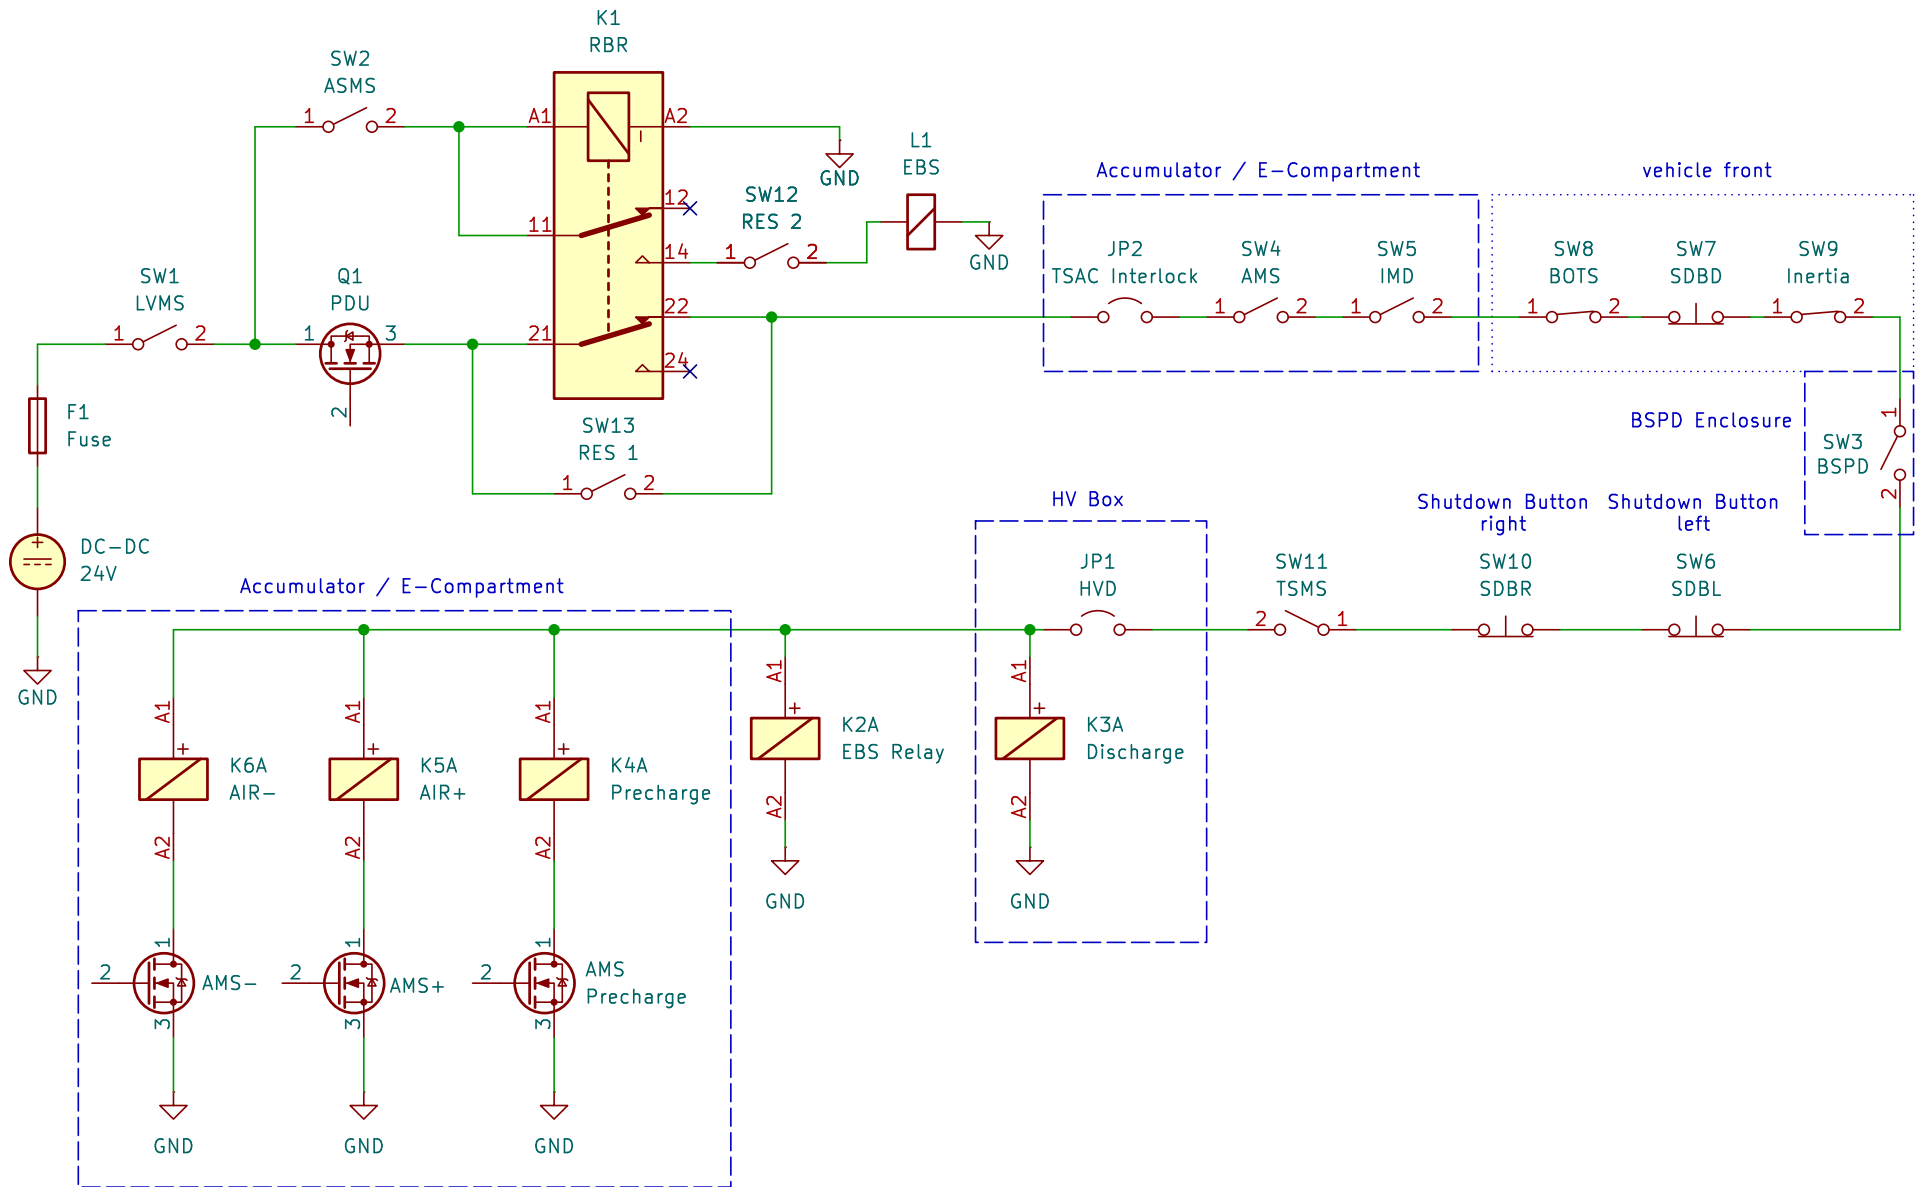 K1
RBR
SW2
ASMS
1
2
A1
A2
GND
12
11
14
22
21
24
SW12
RES 2
1
2
L1
EBS
GND
SW1
LVMS
1
2
Q1
PDU
1
3
2
SW13
RES 1
1
2
F1
Fuse
DC-DC
24V
GND
Accumulator / E-Compartment
JP2
TSAC Interlock
SW4
AMS
1
2
SW5
IMD
1
2
vehicle front
SW8
BOTS
1
2
SW7
SDBD
SW9
Inertia
1
2
BSPD Enclosure
SW3
BSPD
1
2
Shutdown Button
left
SW6
SDBL
Shutdown Button
right
SW10
SDBR
SW11
TSMS
2
1
HV Box
JP1
HVD
A1
+
K3A
Discharge
A2
GND
A1
+
K2A
EBS Relay
A2
GND
Accumulator / E-Compartment
A1
+
K6A
AIR-
A2
1
2
AMS-
3
GND
A1
+
K5A
AIR+
A2
1
2
AMS+
3
GND
A1
+
K4A
Precharge
A2
1
2
AMS
Precharge
3
GND